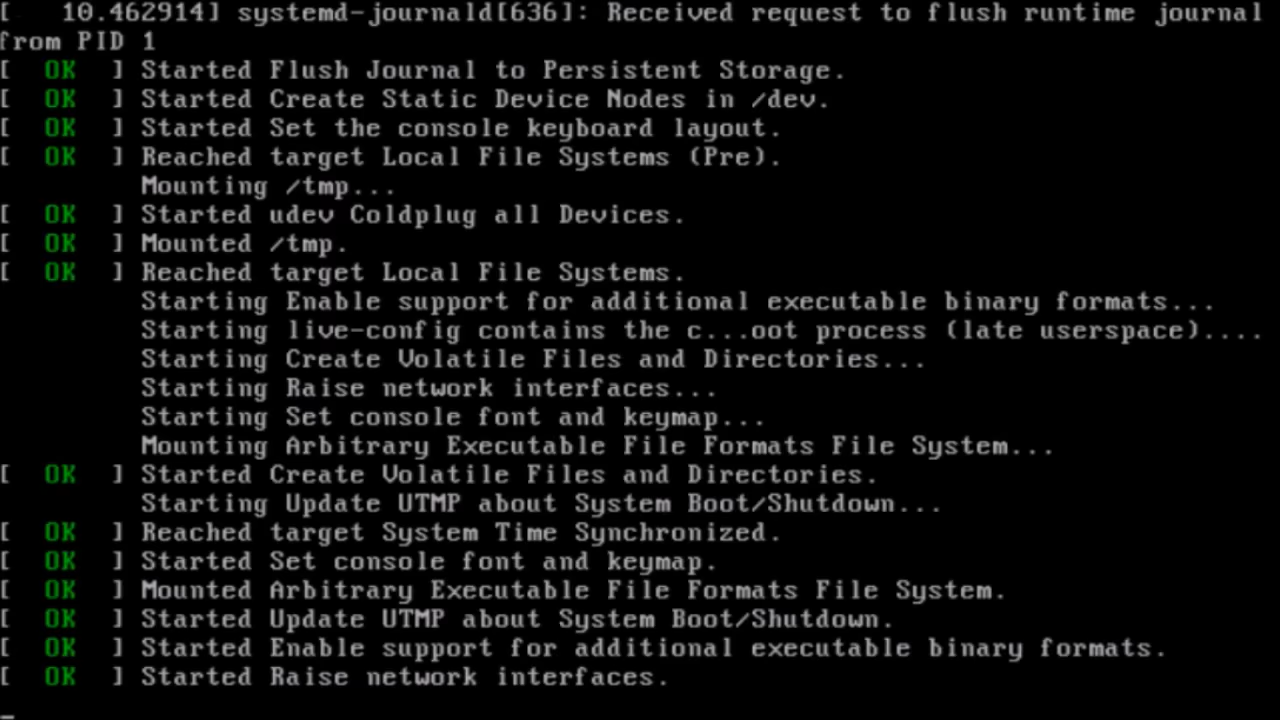 [   10.462914] systemd-journald[636]: Received request to flush runtime journal
from PID 1
[  OK  ] Started Flush Journal to Persistent Storage.
[  OK  ] Started Create Static Device Nodes in /dev.
[  OK  ] Started Set the console keyboard layout.
[  OK  ] Reached target Local File Systems (Pre).
         Mounting /tmp...
[  OK  ] Started udev Coldplug all Devices.
[  OK  ] Mounted /tmp.
[  OK  ] Reached target Local File Systems.
         Starting Enable support for additional executable binary formats...
         Starting live-config contains the c...oot process (late userspace)....
         Starting Create Volatile Files and Directories...
         Starting Raise network interfaces...
         Starting Set console font and keymap...
         Mounting Arbitrary Executable File Formats File System...
[  OK  ] Started Create Volatile Files and Directories.
         Starting Update UTMP about System Boot/Shutdown...
[  OK  ] Reached target System Time Synchronized.
[  OK  ] Started Set console font and keymap.
[  OK  ] Mounted Arbitrary Executable File Formats File System.
[  OK  ] Started Update UTMP about System Boot/Shutdown.
[  OK  ] Started Enable support for additional executable binary formats.
[  OK  ] Started Raise network interfaces.